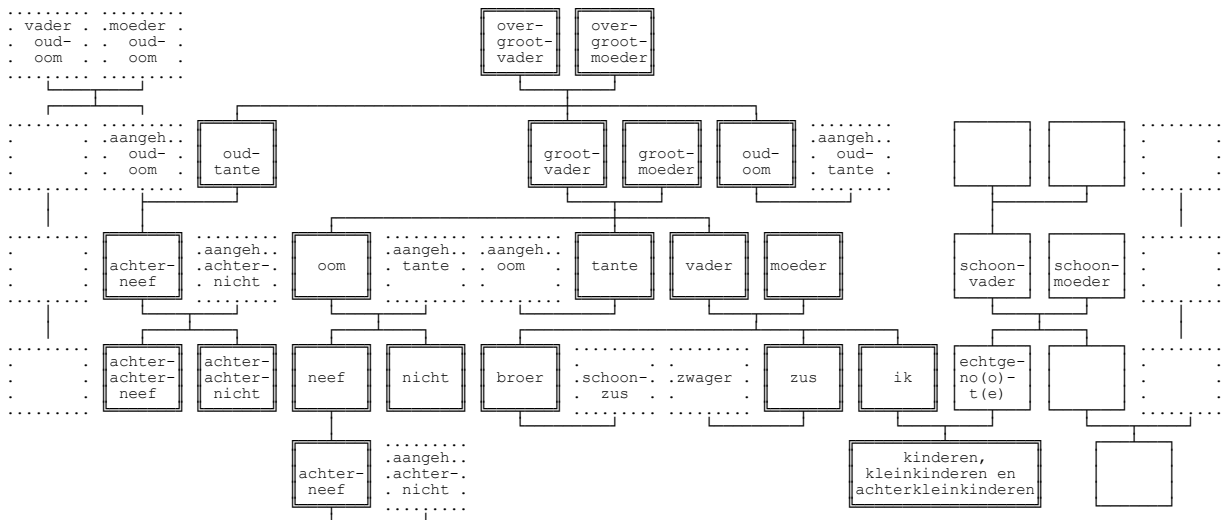 vader
oud-
oom
moeder
oud-
oom
over-
groot-
vader
over-
groot-
moeder
aangeh.
oud-
oom
oud-
tante
groot-
vader
groot-
moeder
oud-
oom
aangeh.
oud-
tante
achter-
neef
aangeh.
achter-
nicht
oom
aangeh.
tante
aangeh.
oom
tante
vader
moeder
schoon-
vader
schoon-
moeder
achter-
achter-
neef
achter-
achter-
nicht
neef
nicht
broer
schoon-
zus
zwager
zus
ik
echtge-
no(o)-
t(e)
achter-
neef
aangeh.
achter-
nicht
kinderen,
kleinkinderen en
achterkleinkinderen